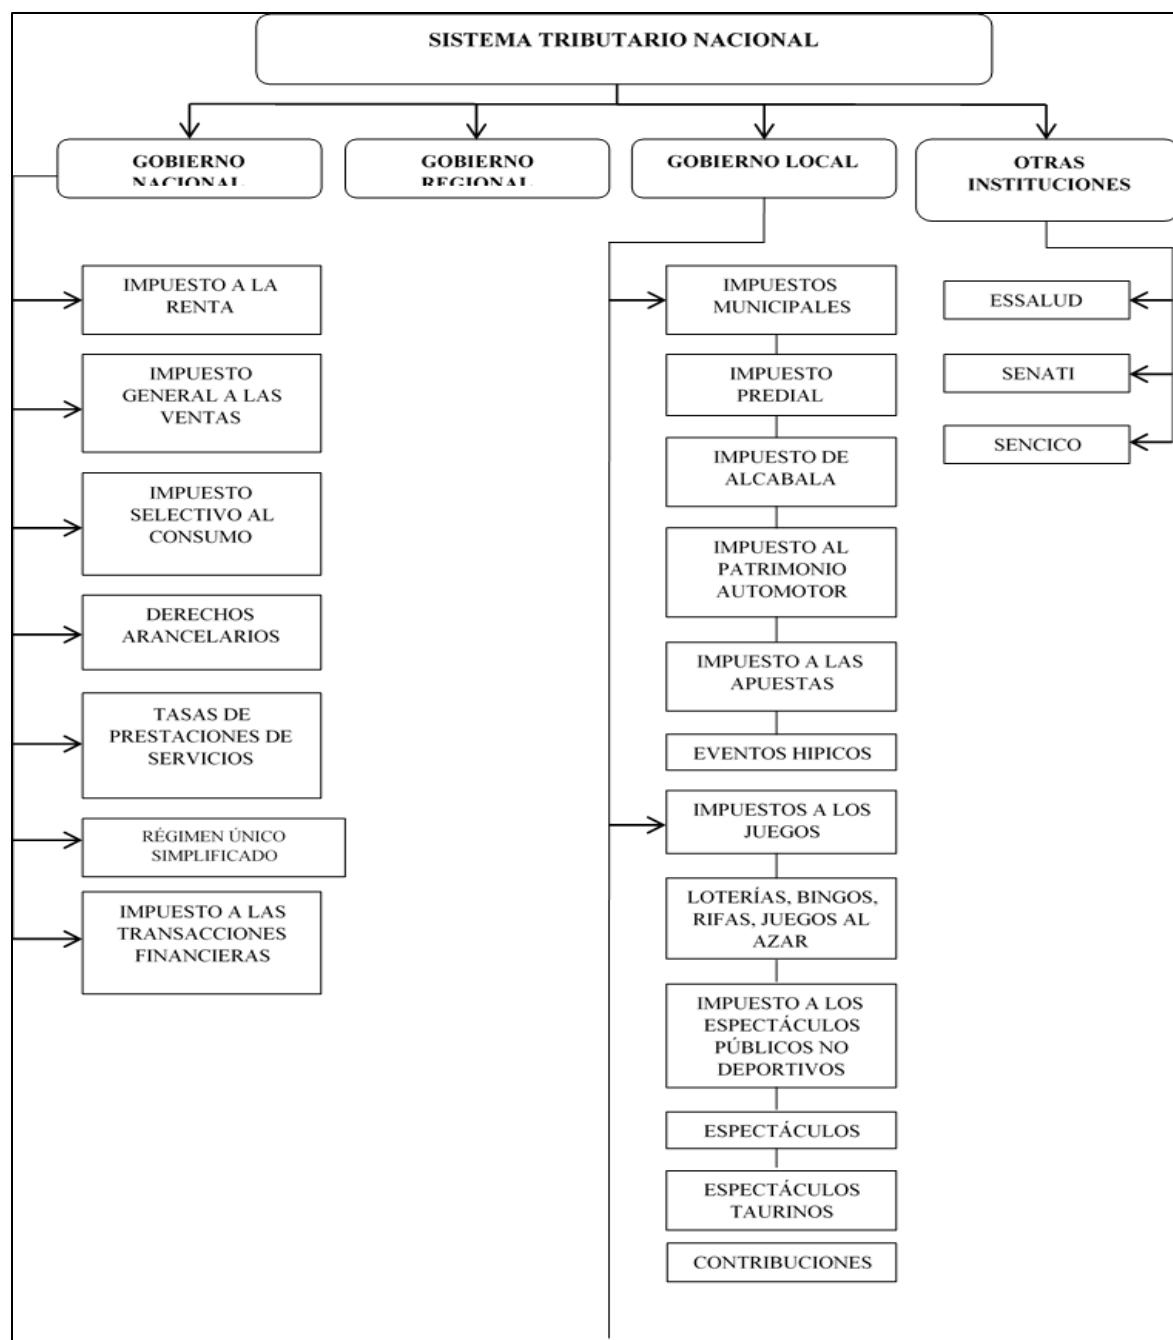 SISTEMA TRIBUTARIO NACIONAL
GOBIERNO
NACIONAL
GOBIERNO
REGIONAL
GOBIERNO LOCAL
OTRAS
INSTITUCIONES
IMPUESTO A LA
RENTA
IMPUESTO
GENERAL A LAS
VENTAS
IMPUESTO
SELECTIVO AL
CONSUMO
DERECHOS
ARANCELARIOS
TASAS DE
PRESTACIONES DE
SERVICIOS
RÉGIMEN ÚNICO
SIMPLIFICADO
IMPUESTO A LAS
TRANSACCIONES
FINANCIERAS
IMPUESTOS
MUNICIPALES
IMPUESTO
PREDIAL
IMPUESTO DE
ALCABALA
IMPUESTO AL
PATRIMONIO
AUTOMOTOR
IMPUESTO A LAS
APUESTAS
EVENTOS HIPICOS
IMPUESTOS A LOS
JUEGOS
LOTERÍAS, BINGOS,
RIFAS, JUEGOS AL
AZAR
IMPUESTO A LOS
ESPECTÁCULOS
PÚBLICOS NO
DEPORTIVOS
ESPECTÁCULOS
ESPECTÁCULOS
TAURINOS
CONTRIBUCIONES
ESSALUD
SENATI
SENCICO